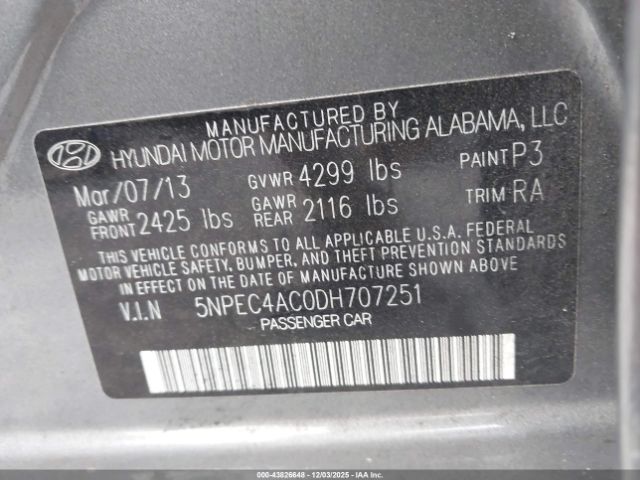 MANUFACTURED BY
HYUNDAI MOTOR MANUFACTURING ALABAMA, LLC
Mar/07/13 GVWR 4299 lbs PAINT P3
GAWR FRONT 2425 lbs GAWR REAR 2116 lbs TRIM RA
THIS VEHICLE CONFORMS TO ALL APPLICABLE U.S.A. FEDERAL
MOTOR VEHICLE SAFETY, BUMPER, AND THEFT PREVENTION STANDARDS
IN EFFECT ON THE DATE OF MANUFACTURE SHOWN ABOVE
V.I.N 5NPEC4AC0DH707251
PASSENGER CAR
000-43826648 - 12/03/2025 - IAA Inc.